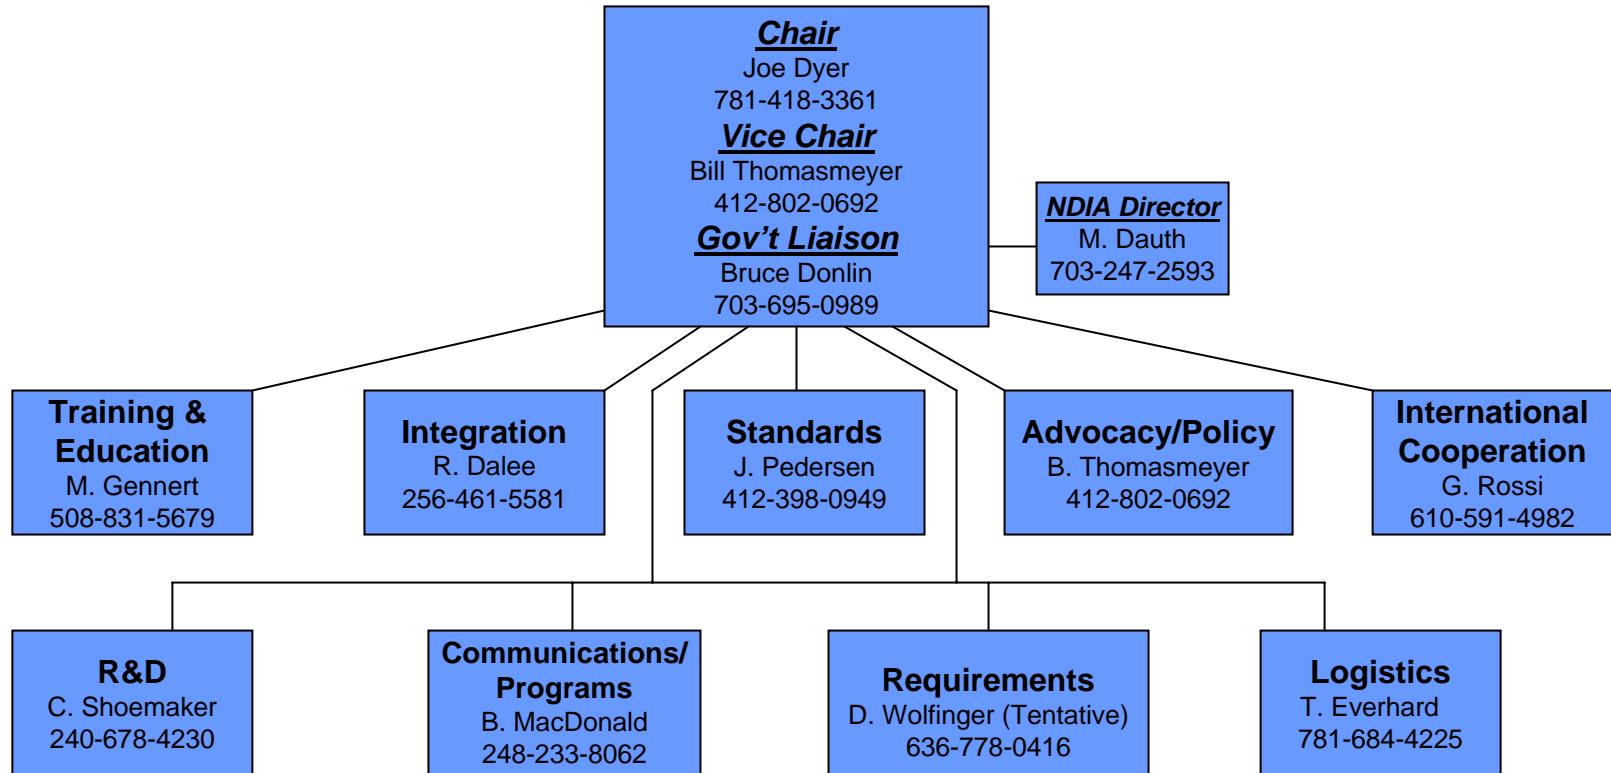 Chair
Joe Dyer
781-418-3361
Vice Chair
Bill Thomasmeyer
412-802-0692
Gov't Liaison
Bruce Donlin
703-695-0989
NDIA Director
M. Dauth
703-247-2593
Training &
Education
M. Gennert
508-831-5679
Integration
R. Dalee
256-461-5581
Standards
J. Pedersen
412-398-0949
Advocacy/Policy
B. Thomasmeyer
412-802-0692
International
Cooperation
G. Rossi
610-591-4982
R&D
C. Shoemaker
240-678-4230
Communications/
Programs
B. MacDonald
248-233-8062
Requirements
D. Wolfinger (Tentative)
636-778-0416
Logistics
T. Everhard
781-684-4225